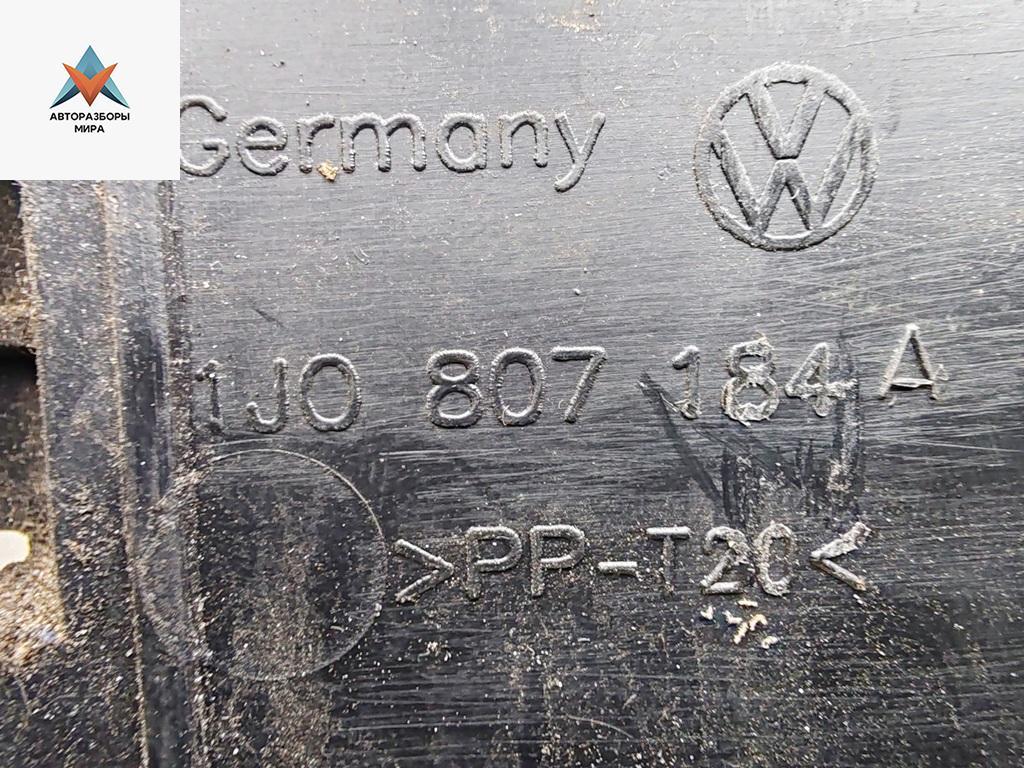 АВТОРАЗБОРЫ
МИРА
Germany
1J0 807 184 A
>PP-T20<